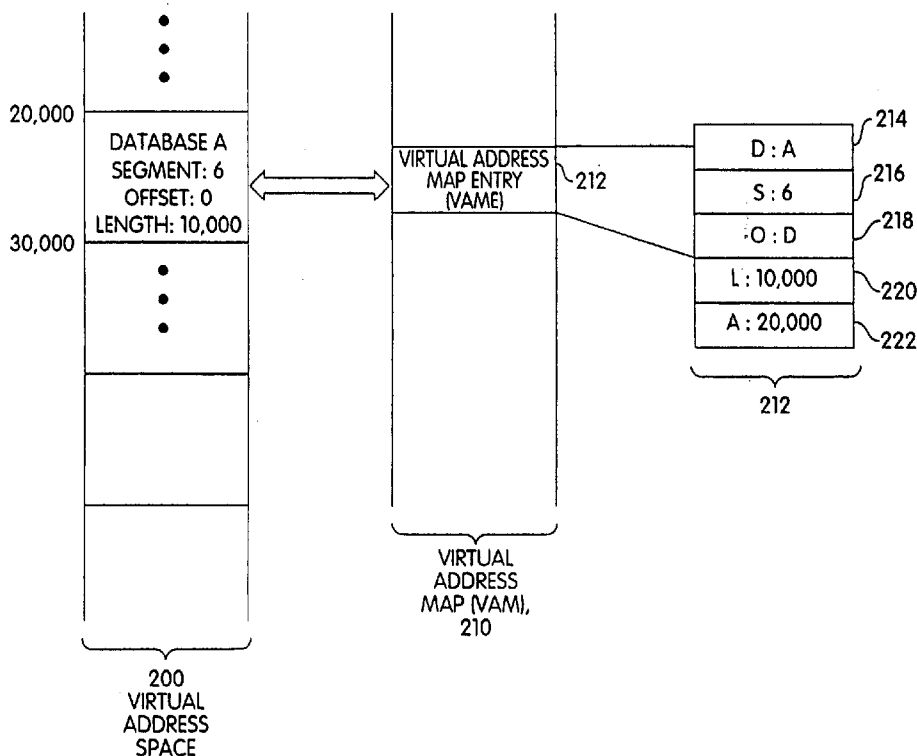 20,000
DATABASE A
SEGMENT: 6
OFFSET: 0
LENGTH: 10,000
30,000
200
VIRTUAL
ADDRESS
SPACE
VIRTUAL ADDRESS
MAP ENTRY
(VAME)
212
VIRTUAL
ADDRESS
MAP (VAM),
210
D : A
214
S : 6
216
O : D
218
L : 10,000
220
A : 20,000
222
212